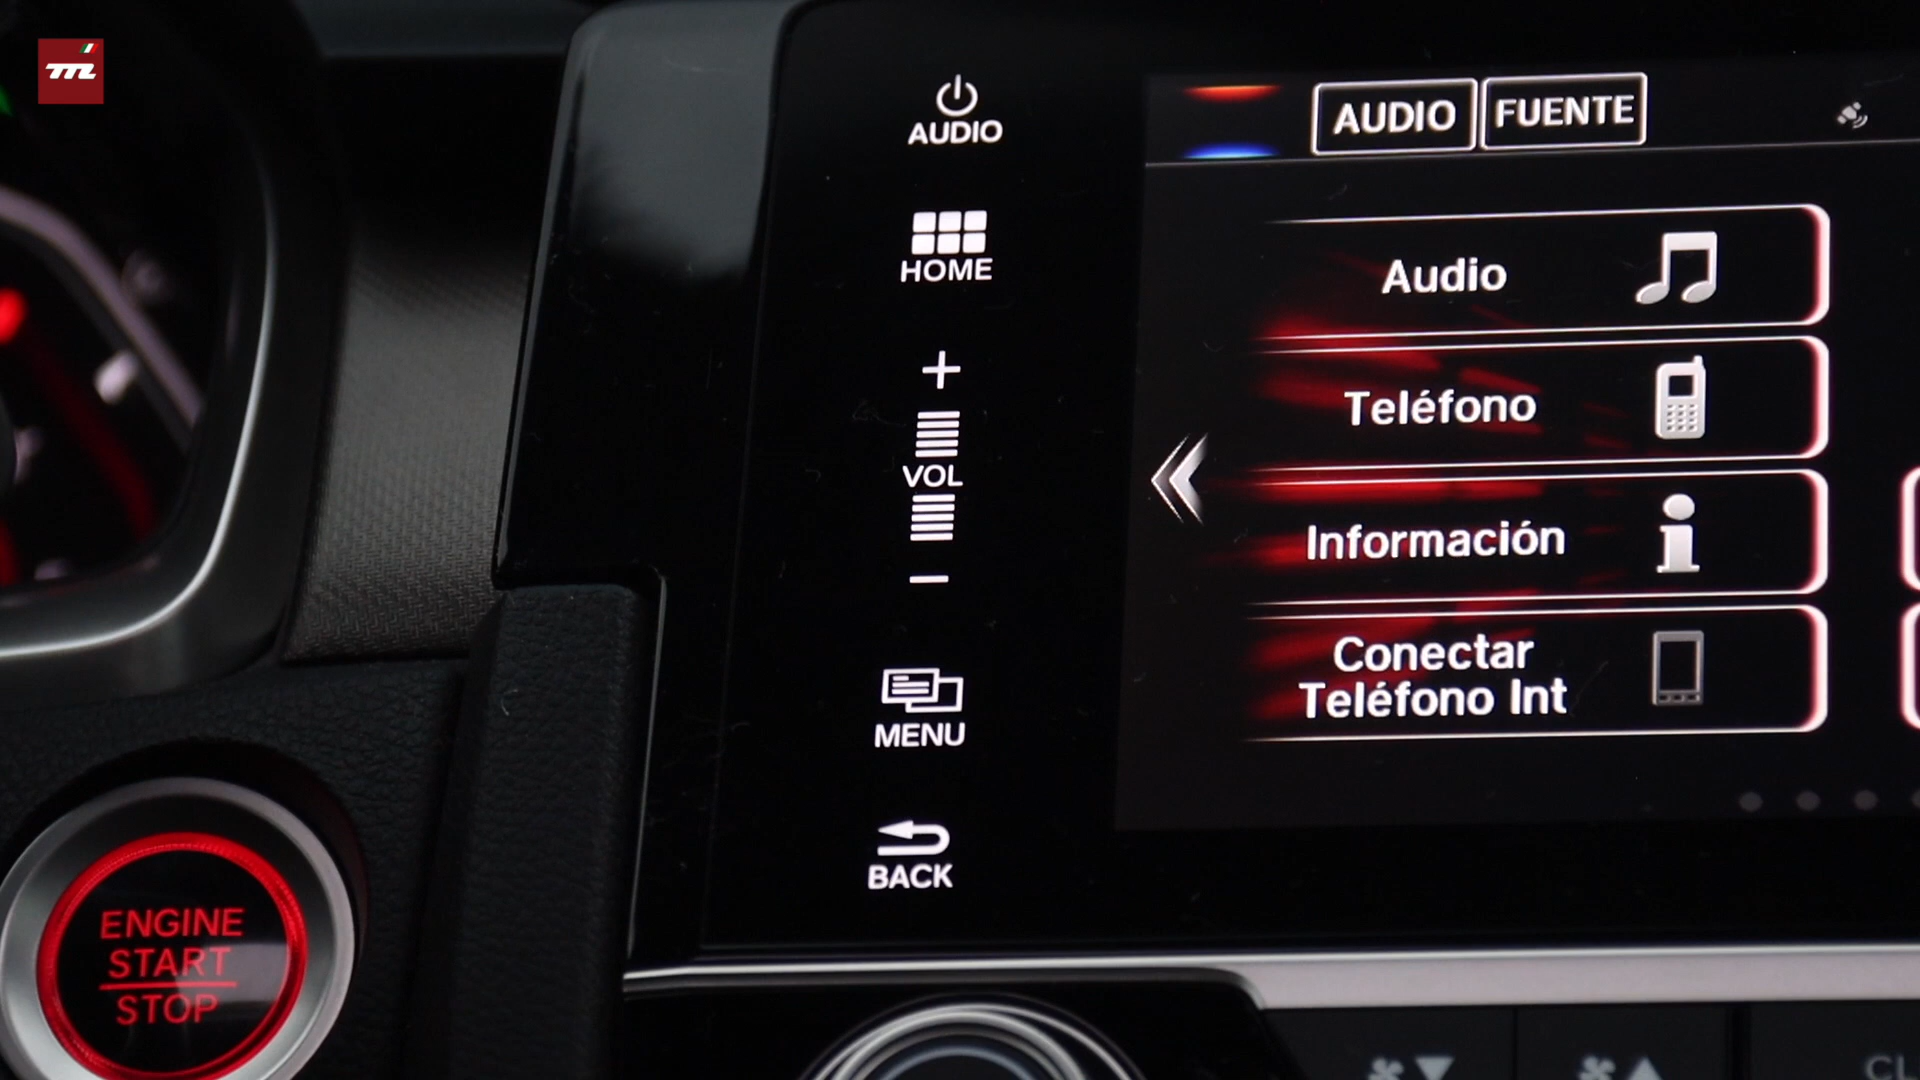 AUDIO
HOME
VOL
MENU
BACK
AUDIO
FUENTE
Audio
Teléfono
Información
Conectar
Teléfono Int
ENGINE
START
STOP